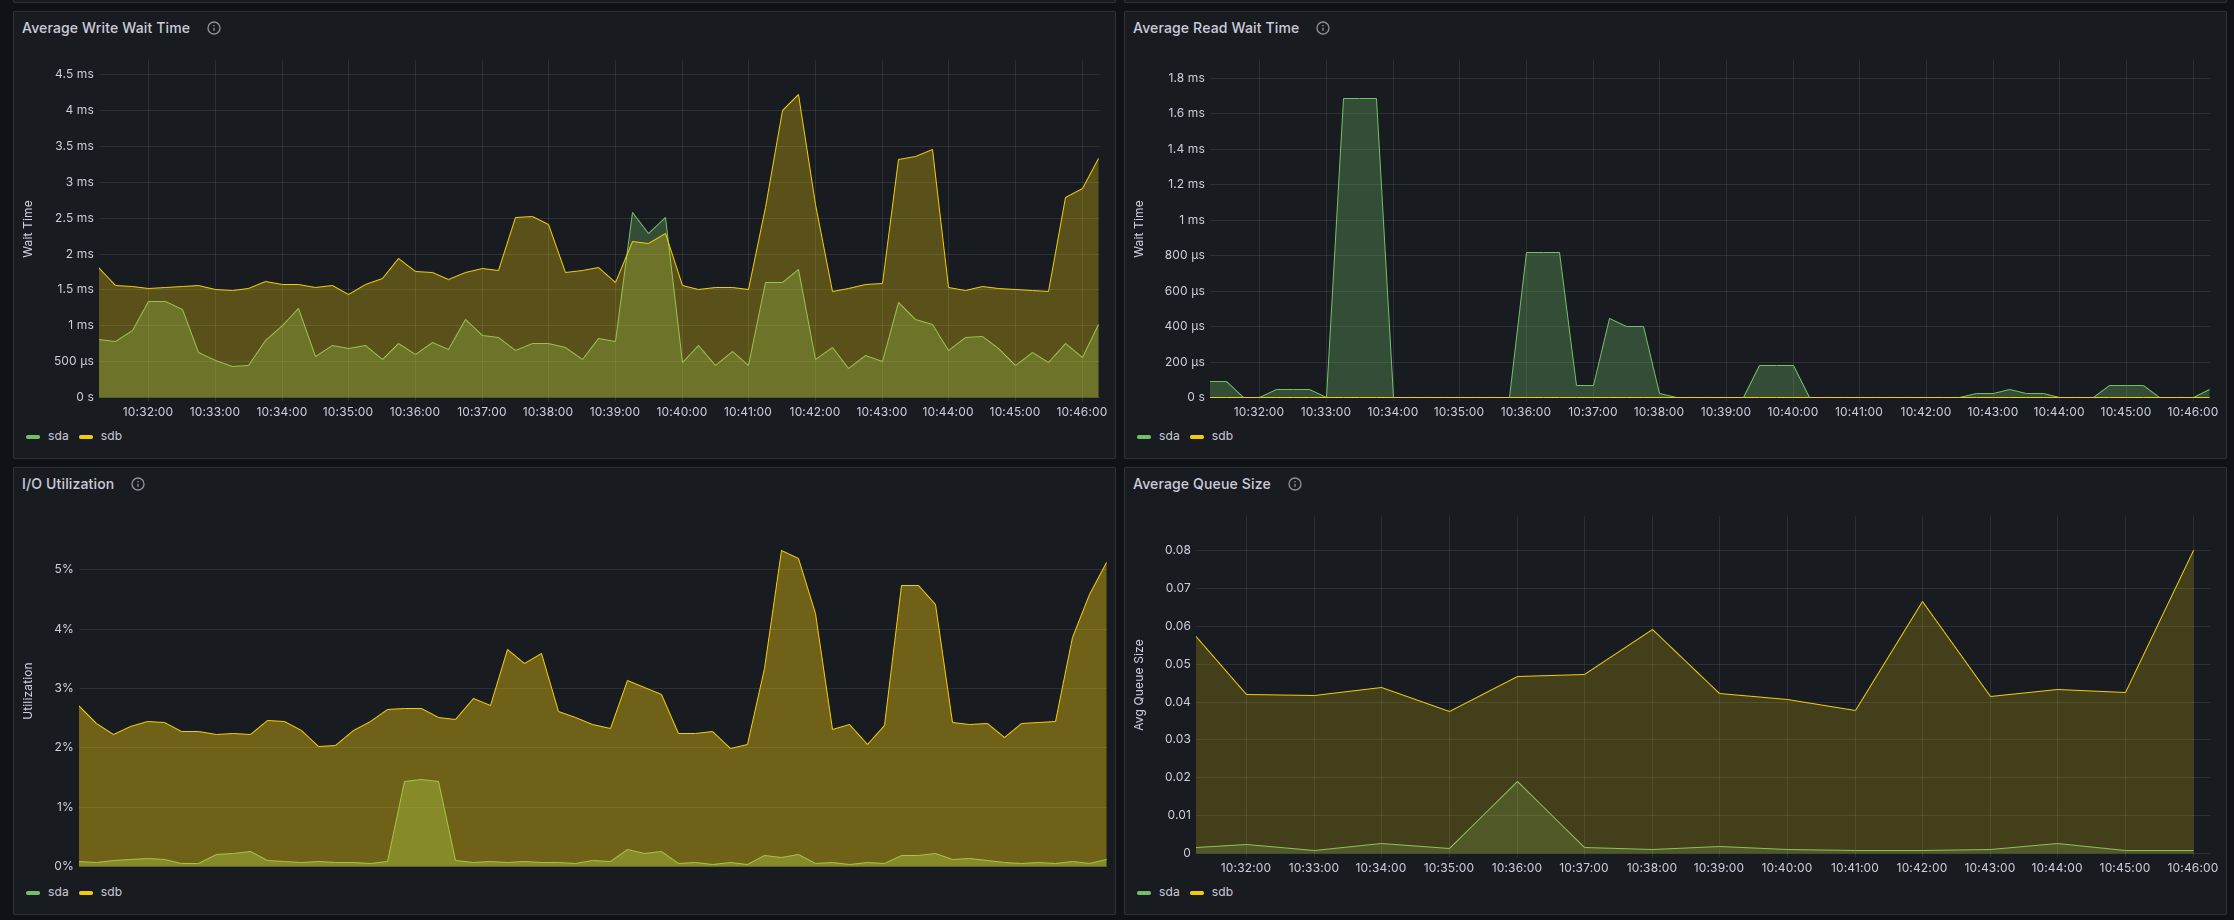 Average Write Wait Time
4.5 ms
4 ms
3.5 ms
3 ms
2.5 ms
2 ms
1.5 ms
1 ms
500 µs
0 s
Wait Time
10:32:00 10:33:00 10:34:00 10:35:00 10:36:00 10:37:00 10:38:00 10:39:00 10:40:00 10:41:00 10:42:00 10:43:00 10:44:00 10:45:00 10:46:00
sda sdb
Average Read Wait Time
1.8 ms
1.6 ms
1.4 ms
1.2 ms
1 ms
800 µs
600 µs
400 µs
200 µs
0 s
Wait Time
10:32:00 10:33:00 10:34:00 10:35:00 10:36:00 10:37:00 10:38:00 10:39:00 10:40:00 10:41:00 10:42:00 10:43:00 10:44:00 10:45:00 10:46:00
sda sdb
I/O Utilization
5%
4%
3%
2%
1%
0%
Utilization
sda sdb
Average Queue Size
0.08
0.07
0.06
0.05
0.04
0.03
0.02
0.01
0
Avg Queue Size
10:32:00 10:33:00 10:34:00 10:35:00 10:36:00 10:37:00 10:38:00 10:39:00 10:40:00 10:41:00 10:42:00 10:43:00 10:44:00 10:45:00 10:46:00
sda sdb